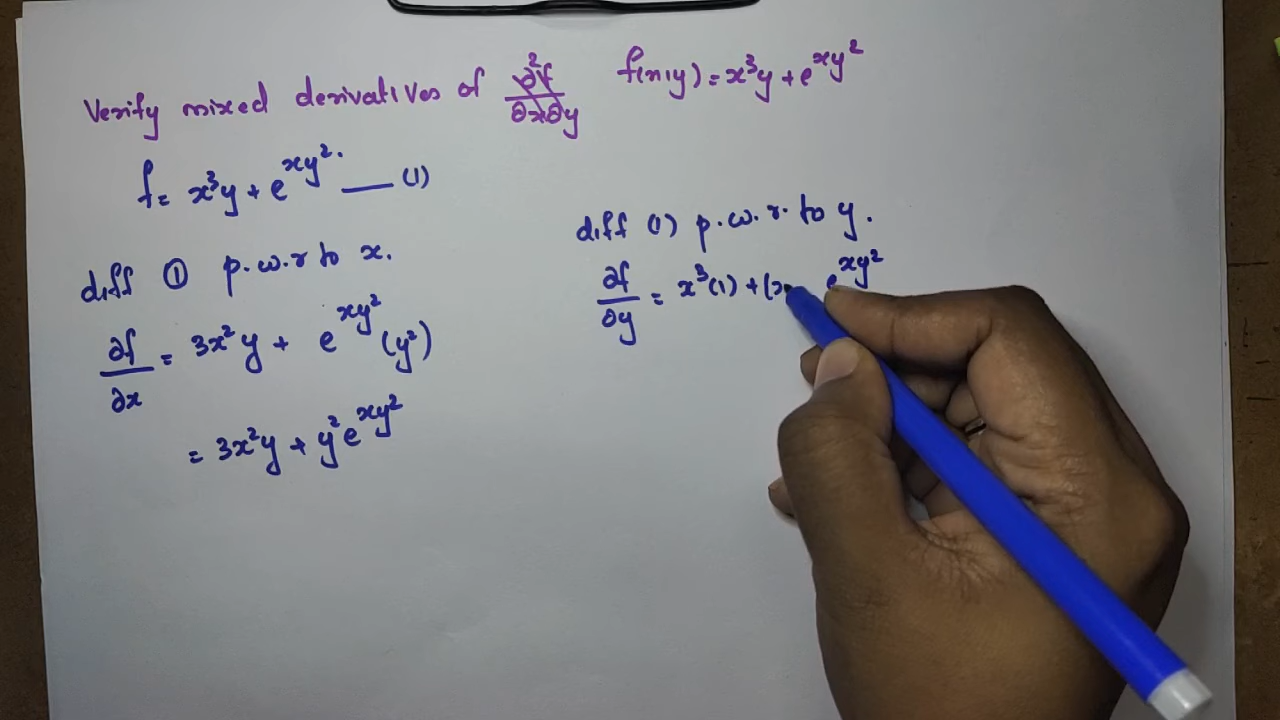 Verify mixed derivatives of ∂²f/∂x∂y f(x,y) = x³y + e^xy²
f = x³y + e^xy². —— (1)
diff ① p.w.r to x.
∂f/∂x = 3x²y + e^xy² (y²)
= 3x²y + y²e^xy²
diff (1) p.w.r. to y.
∂f/∂y = x³(1) + (x e^xy²